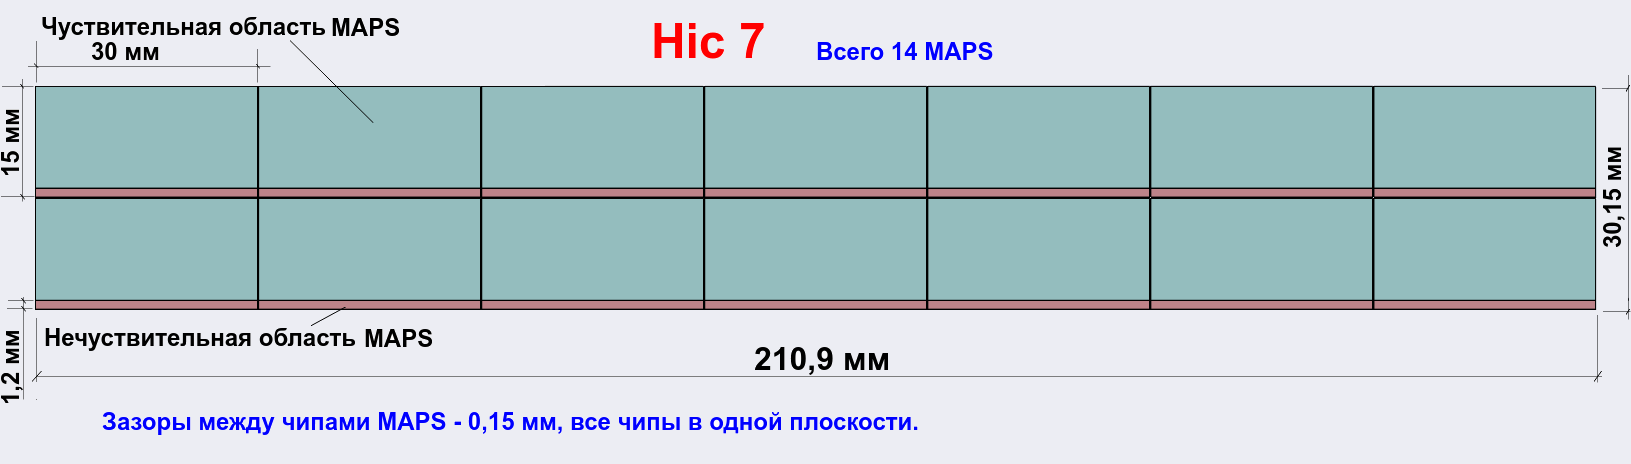 Чуствительная область MAPS
30 мм
Hic 7
Всего 14 MAPS
15 мм
30,15 мм
1,2 мм
Нечуствительная область MAPS
210,9 мм
Зазоры между чипами MAPS - 0,15 мм, все чипы в одной плоскости.